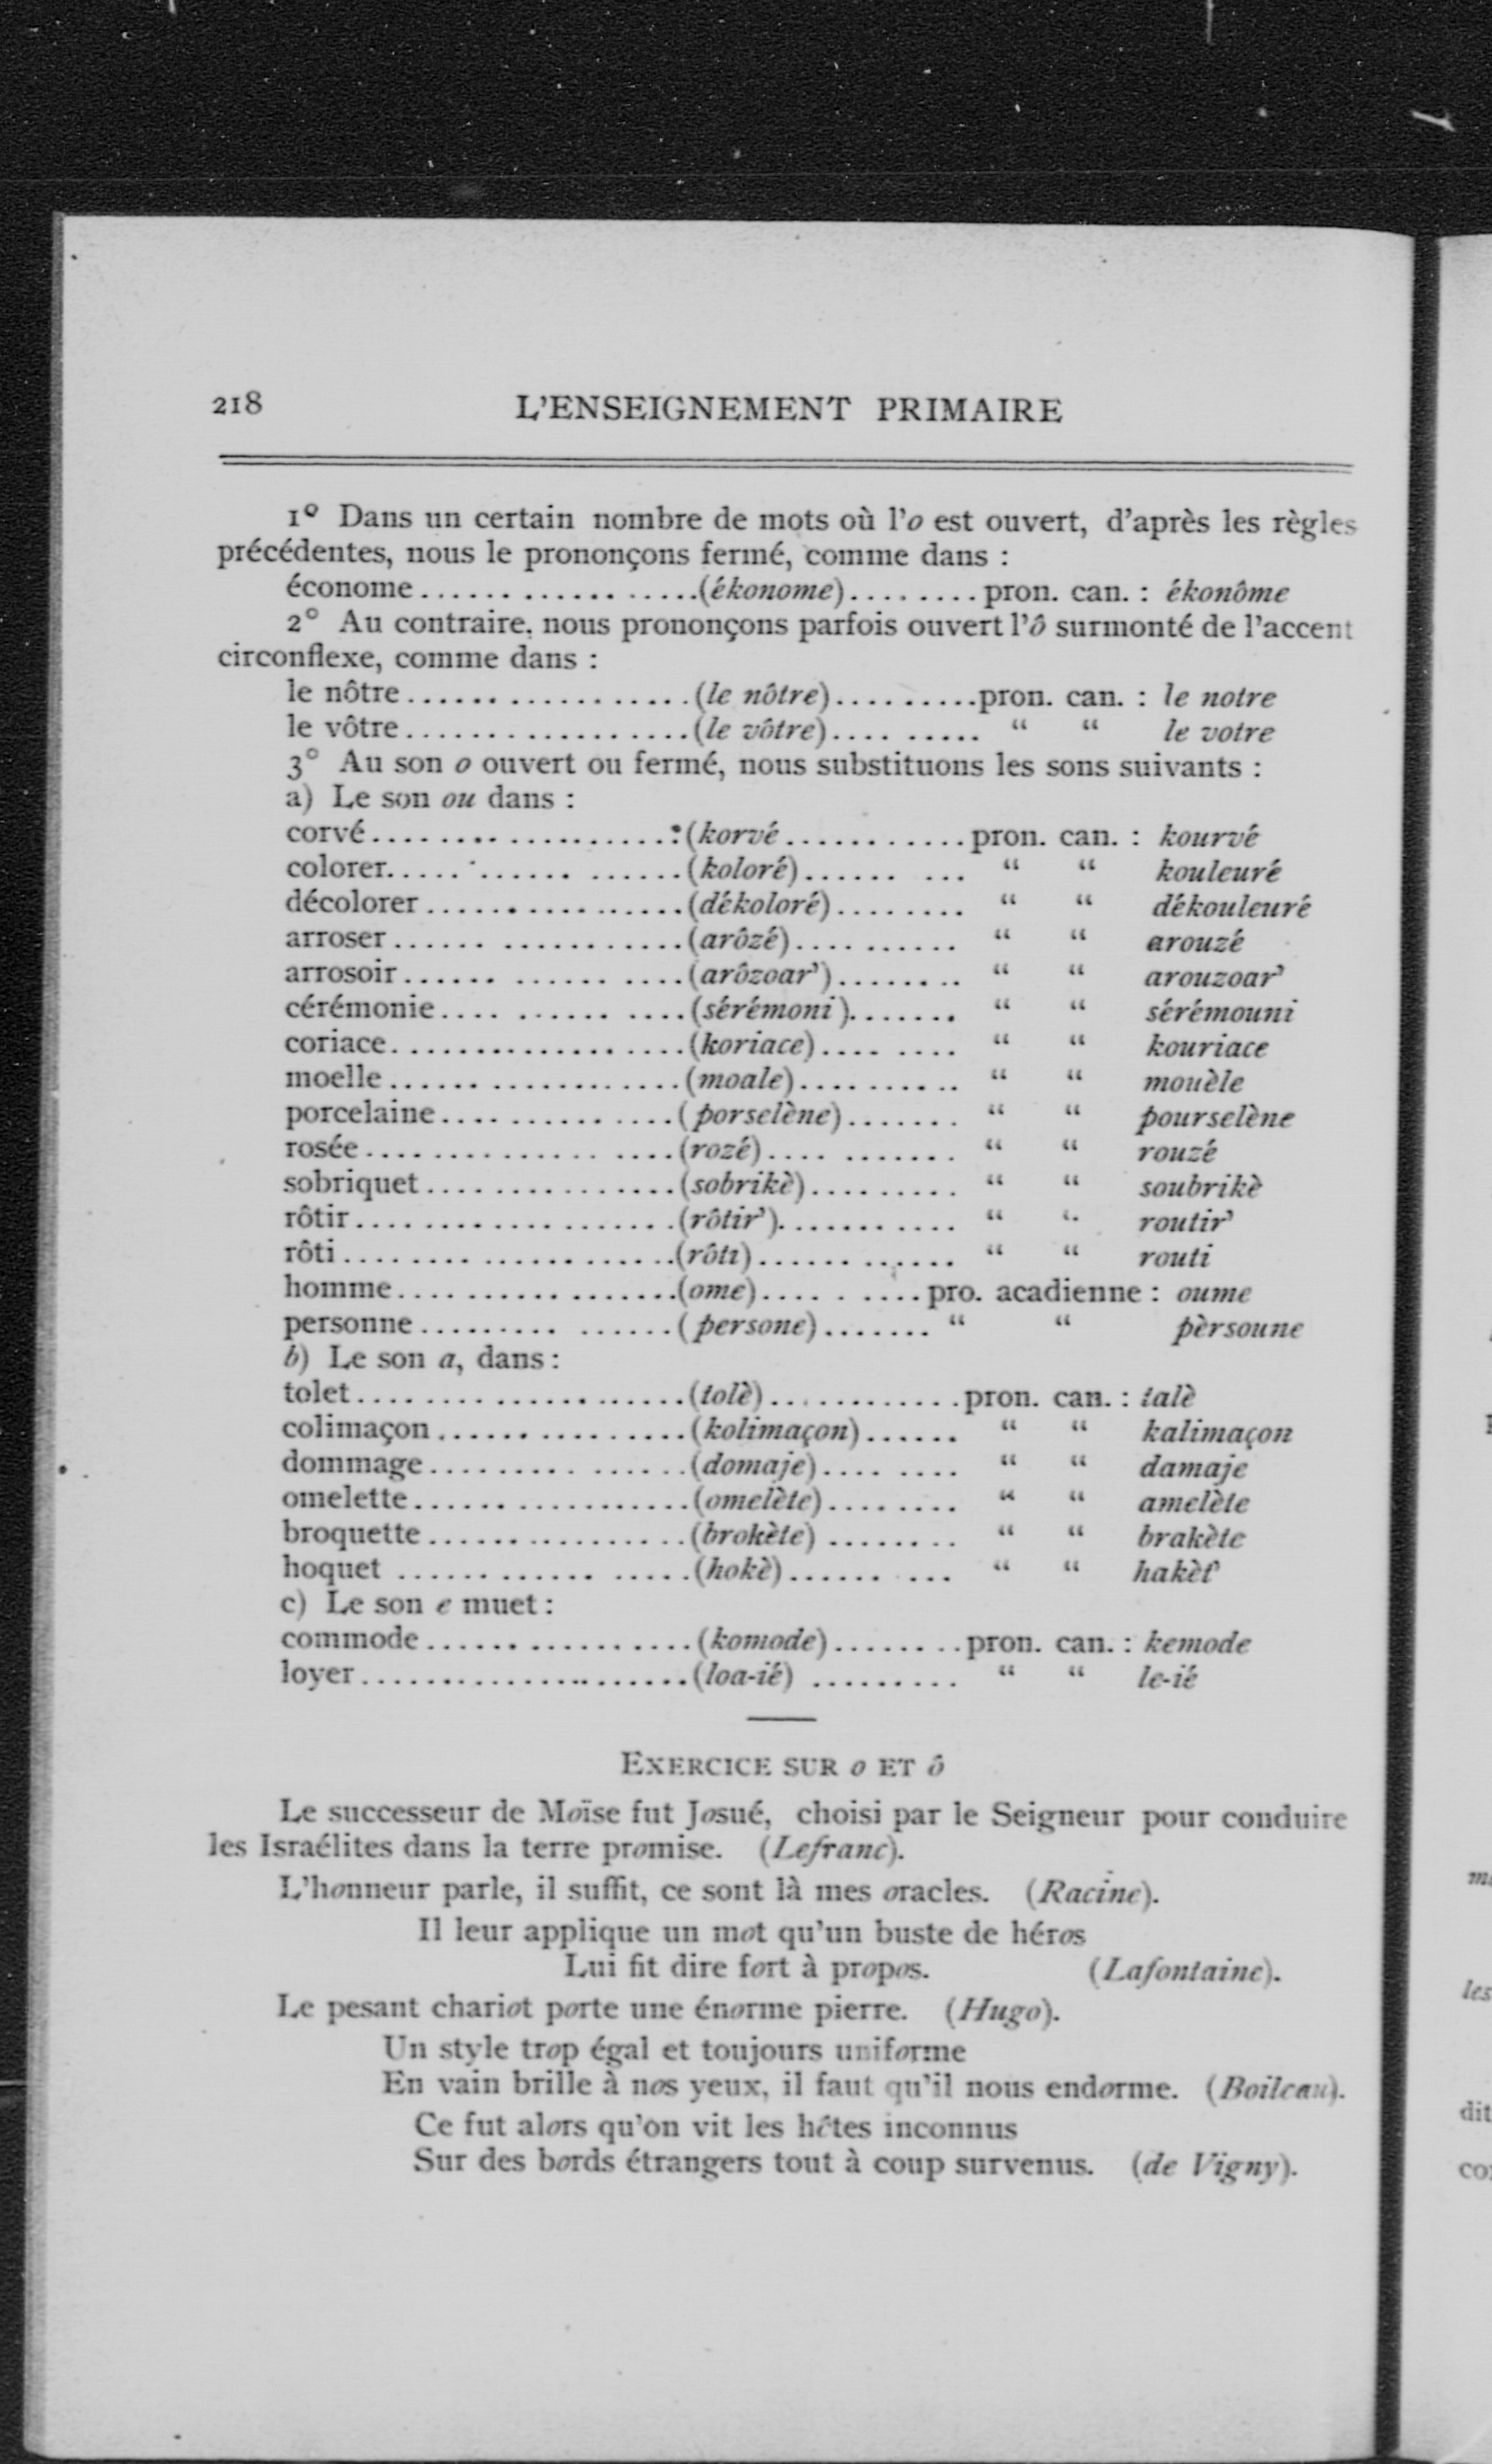 218 L'ENSEIGNEMENT PRIMAIRE
1º Dans un certain nombre de mots où l'o est ouvert, d'après les règles
précédentes, nous le prononçons fermé, comme dans :
économe.....................(ékonome)........pron. can. : ékonôme
2º Au contraire, nous prononçons parfois ouvert l'ô surmonté de l'accent
circonflexe, comme dans :
le nôtre....................(le nôtre)..........pron. can. : le notre
le vôtre....................(le vôtre).......... “ “ le votre
3º Au son o ouvert ou fermé, nous substituons les sons suivants :
a) Le son ou dans :
corvé.....................:(korvé............pron. can. : kourvé
colorer.....................(koloré).......... “ “ kouleuré
décolorer...................(dékoloré)........ “ “ dékouleuré
arroser.....................(arôzé)........... “ “ arouzé
arrosoir....................(arôzoar’)........ “ “ arouzoar’
cérémonie...................(sérémoni)....... “ “ sérémouni
coriace.....................(koriace)......... “ “ kouriace
moelle......................(moale).......... “ “ mouèle
porcelaine..................(porselène)....... “ “ pourselène
rosée.......................(rozé)........... “ “ rouzé
sobriquet...................(sobrikè)......... “ “ soubrikè
rôtir.......................(rôtir’)........... “ “ routir’
rôti........................(rôti)............ “ “ routi
homme.......................(ome).........pro. acadienne : oume
personne....................(persone)....... “ “ pèrsoune
b) Le son a, dans :
tolet.......................(tolè)............pron. can. : talè
colimaçon...................(kolimaçon)...... “ “ kalimaçon
dommage.....................(domaje)........ “ “ damaje
omelette....................(omelète)........ “ “ amelète
broquette...................(brokète)........ “ “ brakète
hoquet......................(hokè).......... “ “ hakèt’
c) Le son e muet :
commode.....................(komode)........pron. can. : kemode
loyer.......................(loa-ié)......... “ “ le-ié
EXERCICE SUR o ET ô
Le successeur de Moïse fut Josué, choisi par le Seigneur pour conduire
les Israélites dans la terre promise. (Lefranc).
L'honneur parle, il suffit, ce sont là mes oracles. (Racine).
Il leur applique un mot qu'un buste de héros
Lui fit dire fort à propos. (Lafontaine).
Le pesant chariot porte une énorme pierre. (Hugo).
Un style trop égal et toujours uniforme
En vain brille à nos yeux, il faut qu'il nous endorme. (Boileau).
Ce fut alors qu'on vit les hôtes inconnus
Sur des bords étrangers tout à coup survenus. (de Vigny).
les
dit